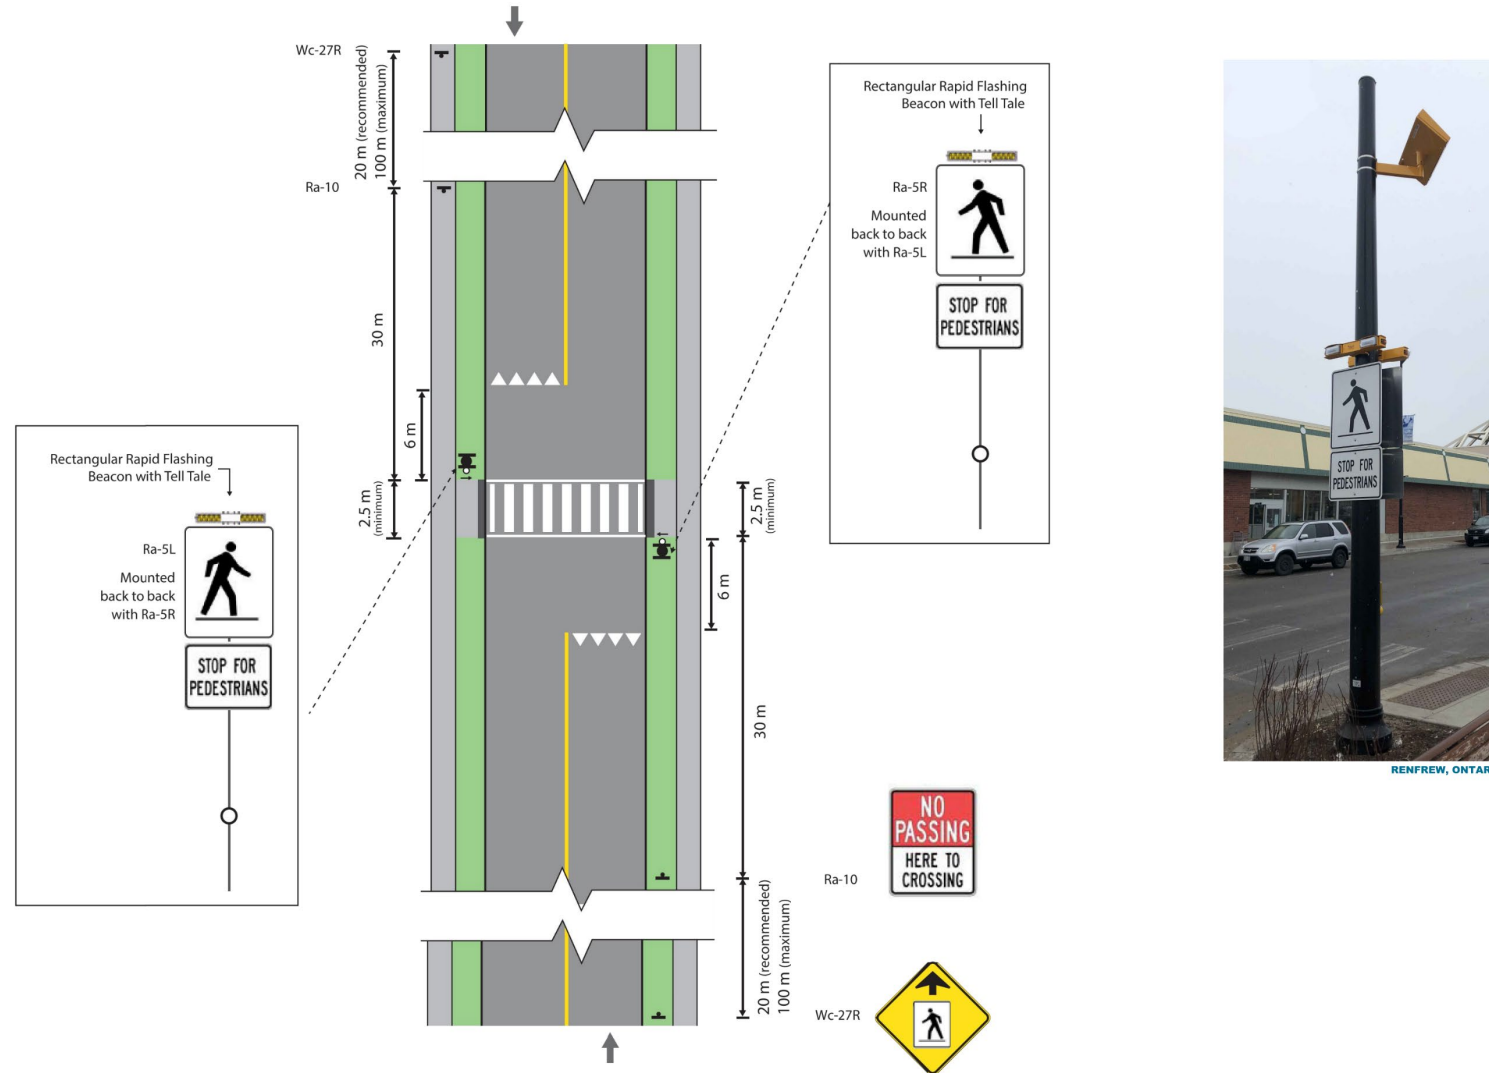 Wc-27R
20 m (recommended)
100 m (maximum)
Ra-10
30 m
6 m
2.5 m
(minimum)
Rectangular Rapid Flashing
Beacon with Tell Tale
Ra-5L
Mounted
back to back
with Ra-5R
STOP FOR
PEDESTRIANS
Rectangular Rapid Flashing
Beacon with Tell Tale
Ra-5R
Mounted
back to back
with Ra-5L
STOP FOR
PEDESTRIANS
2.5 m
(minimum)
6 m
30 m
20 m (recommended)
100 m (maximum)
Ra-10
NO
PASSING
HERE TO
CROSSING
Wc-27R
STOP FOR
PEDESTRIANS
RENFREW, ONTAR